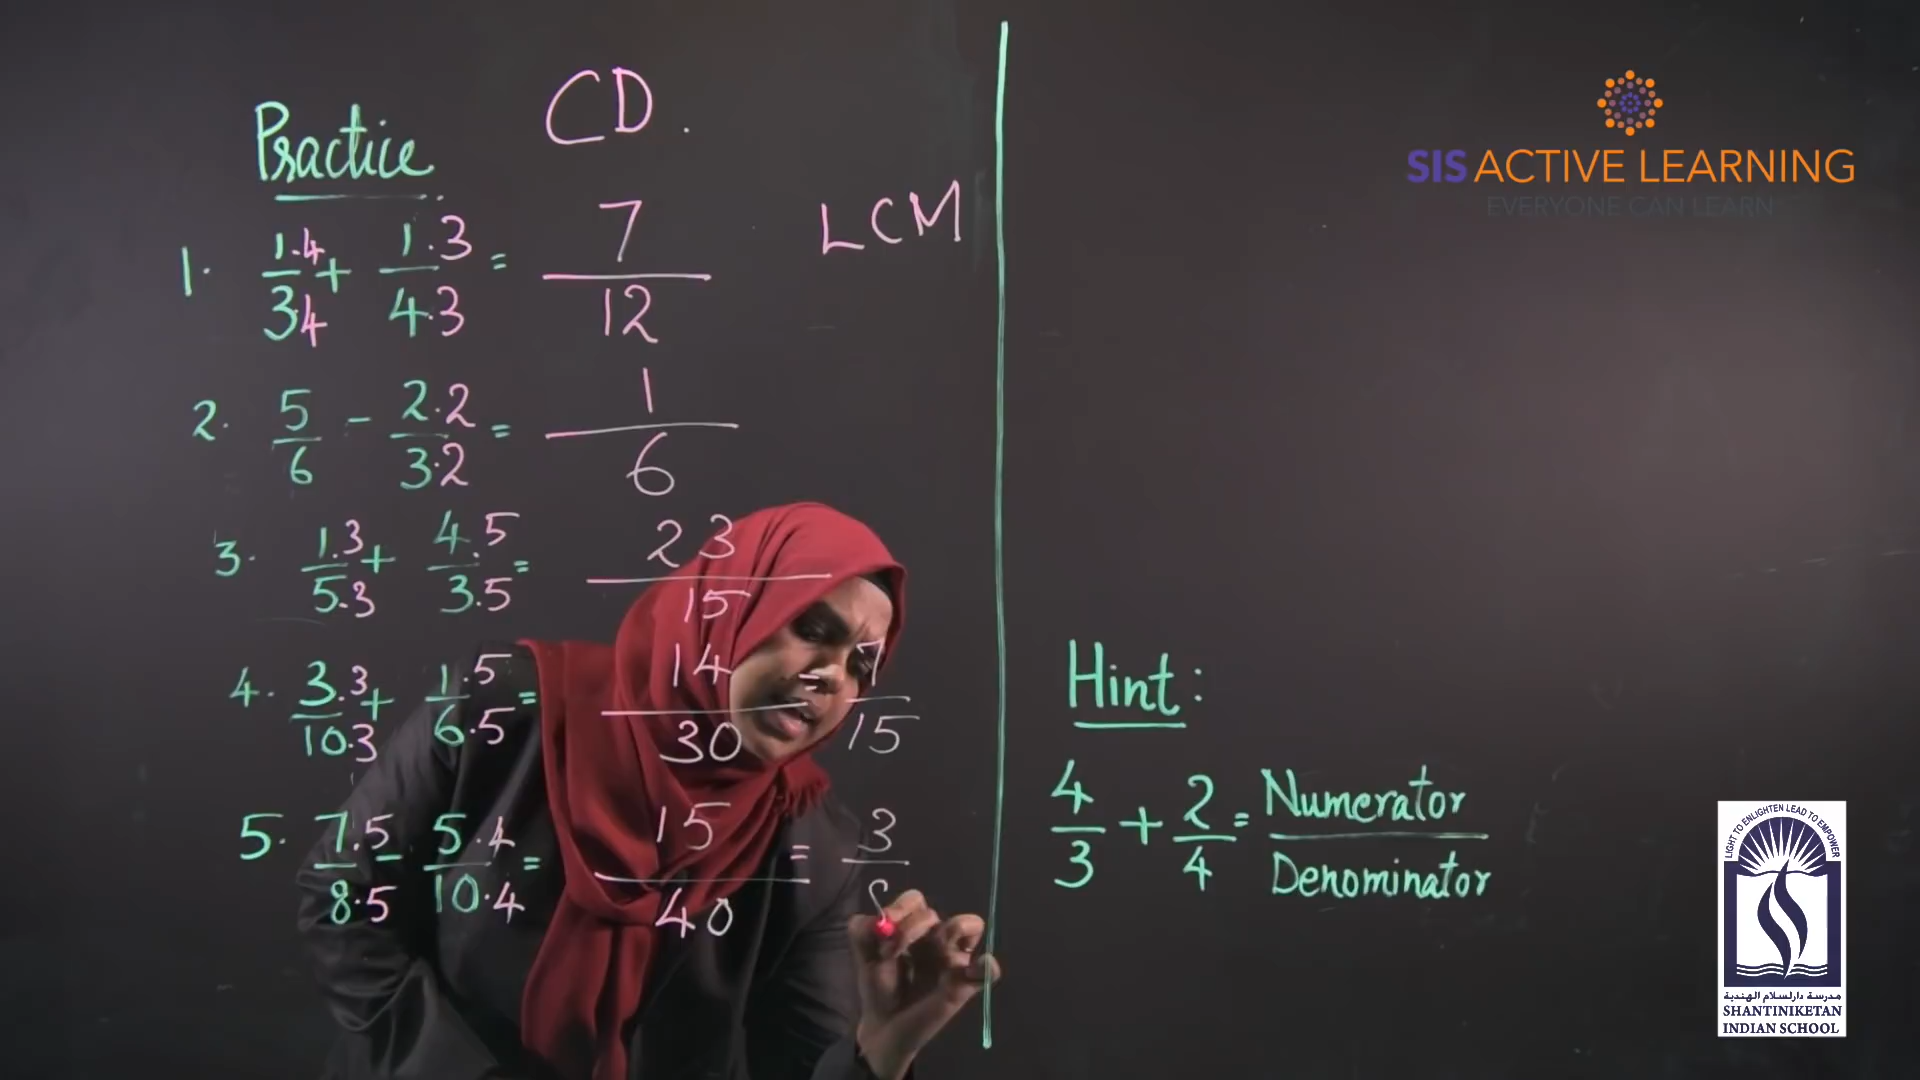 Practice
CD.
LCM
1. 1.4/3.4 + 1.3/4.3 = 7/12
2. 5/6 - 2.2/3.2 = 1/6
3. 1.3/5.3 + 4.5/3.5 = 23/15
4. 3.3/10.3 + 1.5/6.5 = 14/30 = 7/15
5. 7.5/8.5 - 5.4/10.4 = 15/40 = 3/
Hint:
4/3 + 2/4 = Numerator/Denominator
SIS ACTIVE LEARNING
EVERYONE CAN LEARN
LIGHT TO ENLIGHTEN LEAD TO EMPOWER
مدرسة دارلسلام الهندية
SHANTINIKETAN
INDIAN SCHOOL